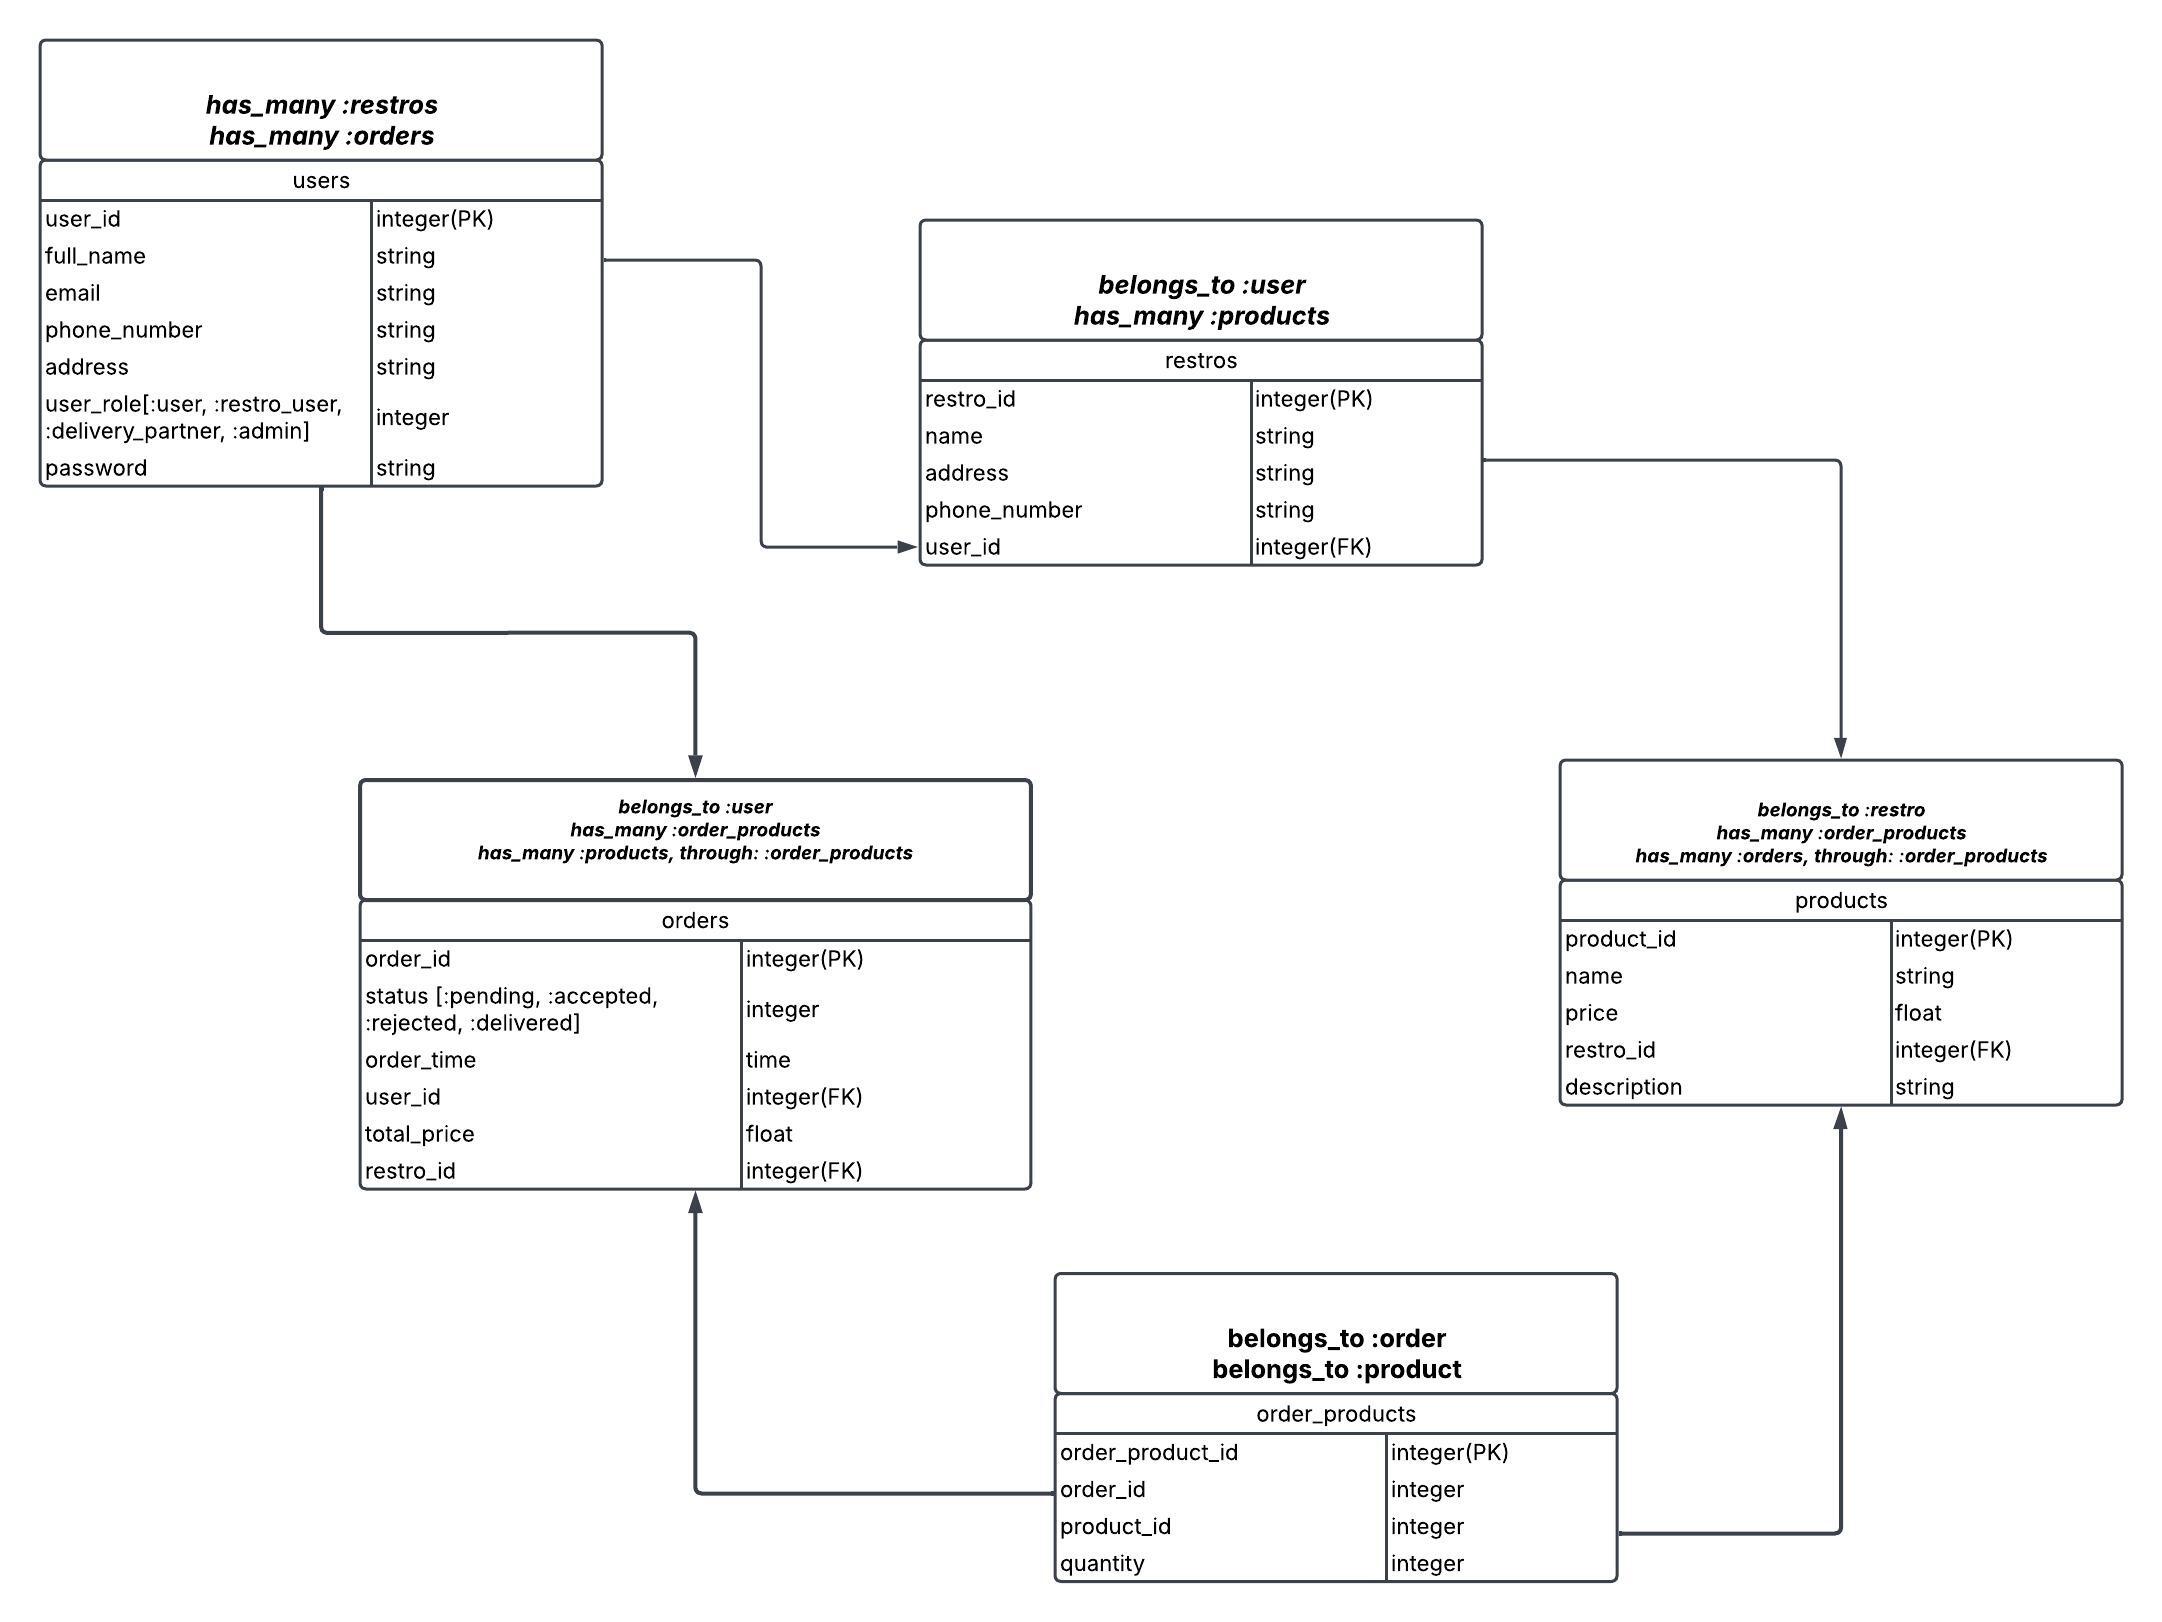 has_many :restros
has_many :orders
users
user_id integer(PK)
full_name string
email string
phone_number string
address string
user_role[:user, :restro_user,
:delivery_partner, :admin] integer
password string
belongs_to :user
has_many :products
restros
restro_id integer(PK)
name string
address string
phone_number string
user_id integer(FK)
belongs_to :user
has_many :order_products
has_many :products, through: :order_products
orders
order_id integer(PK)
status [:pending, :accepted,
:rejected, :delivered] integer
order_time time
user_id integer(FK)
total_price float
restro_id integer(FK)
belongs_to :restro
has_many :order_products
has_many :orders, through: :order_products
products
product_id integer(PK)
name string
price float
restro_id integer(FK)
description string
belongs_to :order
belongs_to :product
order_products
order_product_id integer(PK)
order_id integer
product_id integer
quantity integer